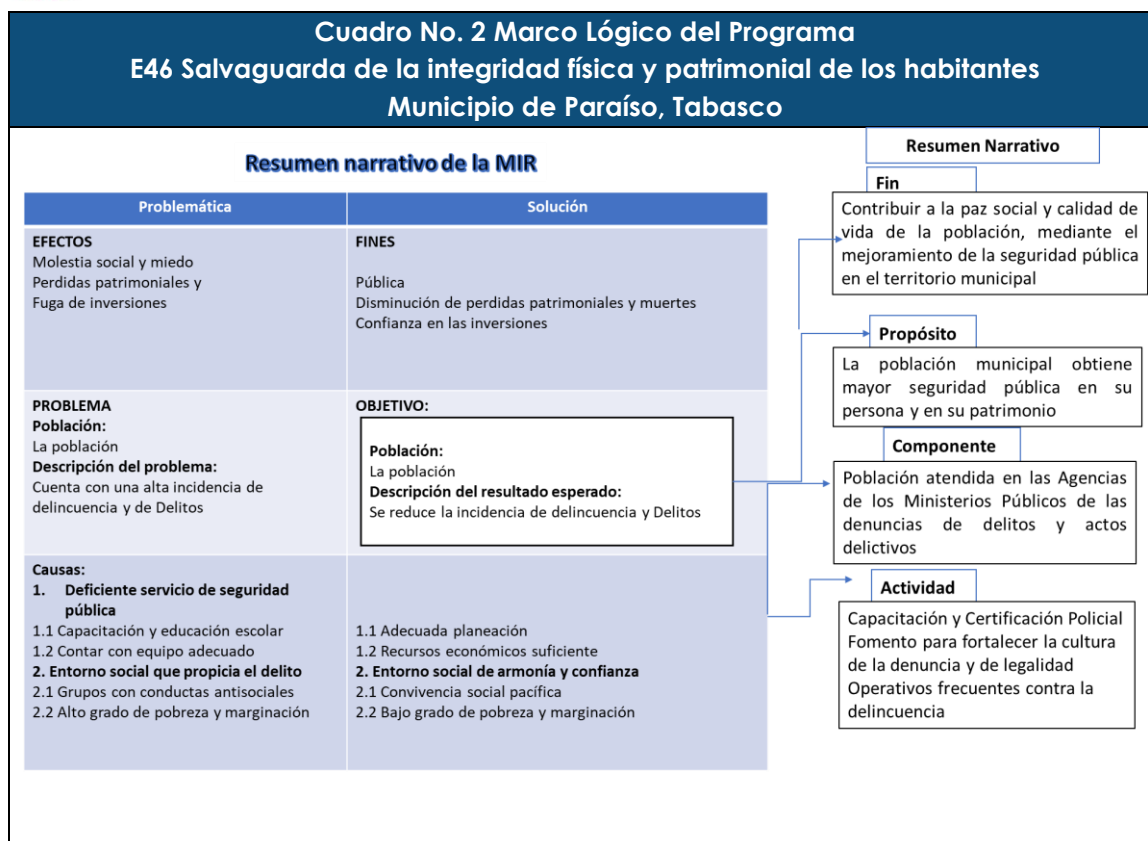 Cuadro No. 2 Marco Lógico del Programa
E46 Salvaguarda de la integridad física y patrimonial de los habitantes
Municipio de Paraíso, Tabasco
Resumen narrativo de la MIR
Problemática
Solución
EFECTOS
Molestia social y miedo
Perdidas patrimoniales y
Fuga de inversiones
FINES
Pública
Disminución de perdidas patrimoniales y muertes
Confianza en las inversiones
PROBLEMA
Población:
La población
Descripción del problema:
Cuenta con una alta incidencia de
delincuencia y de Delitos
OBJETIVO:
Población:
La población
Descripción del resultado esperado:
Se reduce la incidencia de delincuencia y Delitos
Causas:
1. Deficiente servicio de seguridad
pública
1.1 Capacitación y educación escolar
1.2 Contar con equipo adecuado
2. Entorno social que propicia el delito
2.1 Grupos con conductas antisociales
2.2 Alto grado de pobreza y marginación
1.1 Adecuada planeación
1.2 Recursos económicos suficiente
2. Entorno social de armonía y confianza
2.1 Convivencia social pacífica
2.2 Bajo grado de pobreza y marginación
Resumen Narrativo
Fin
Contribuir a la paz social y calidad de
vida de la población, mediante el
mejoramiento de la seguridad pública
en el territorio municipal
Propósito
La población municipal obtiene
mayor seguridad pública en su
persona y en su patrimonio
Componente
Población atendida en las Agencias
de los Ministerios Públicos de las
denuncias de delitos y actos
delictivos
Actividad
Capacitación y Certificación Policial
Fomento para fortalecer la cultura
de la denuncia y de legalidad
Operativos frecuentes contra la
delincuencia